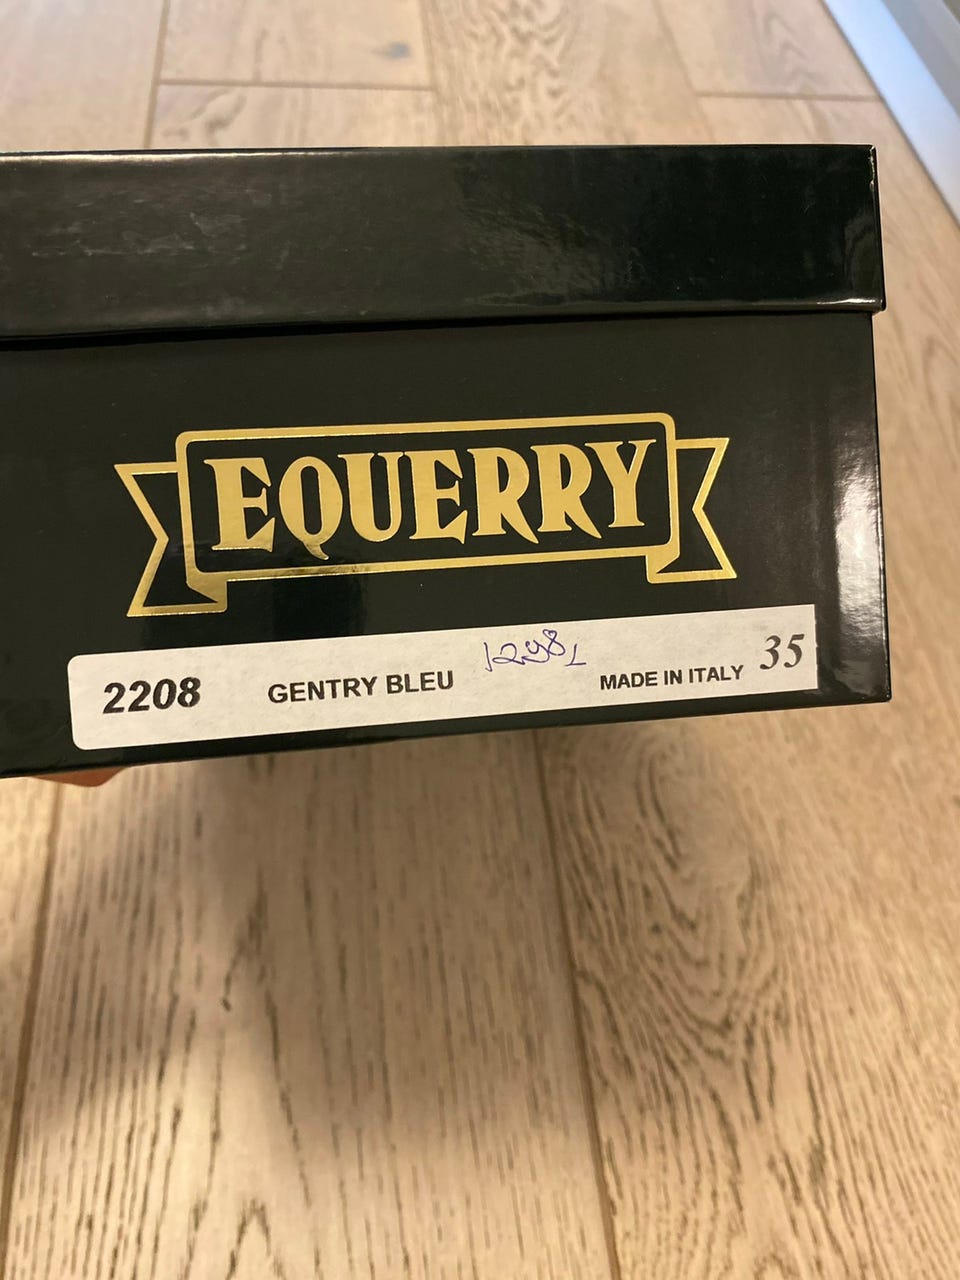 EQUERRY
2208 GENTRY BLEU MADE IN ITALY 35